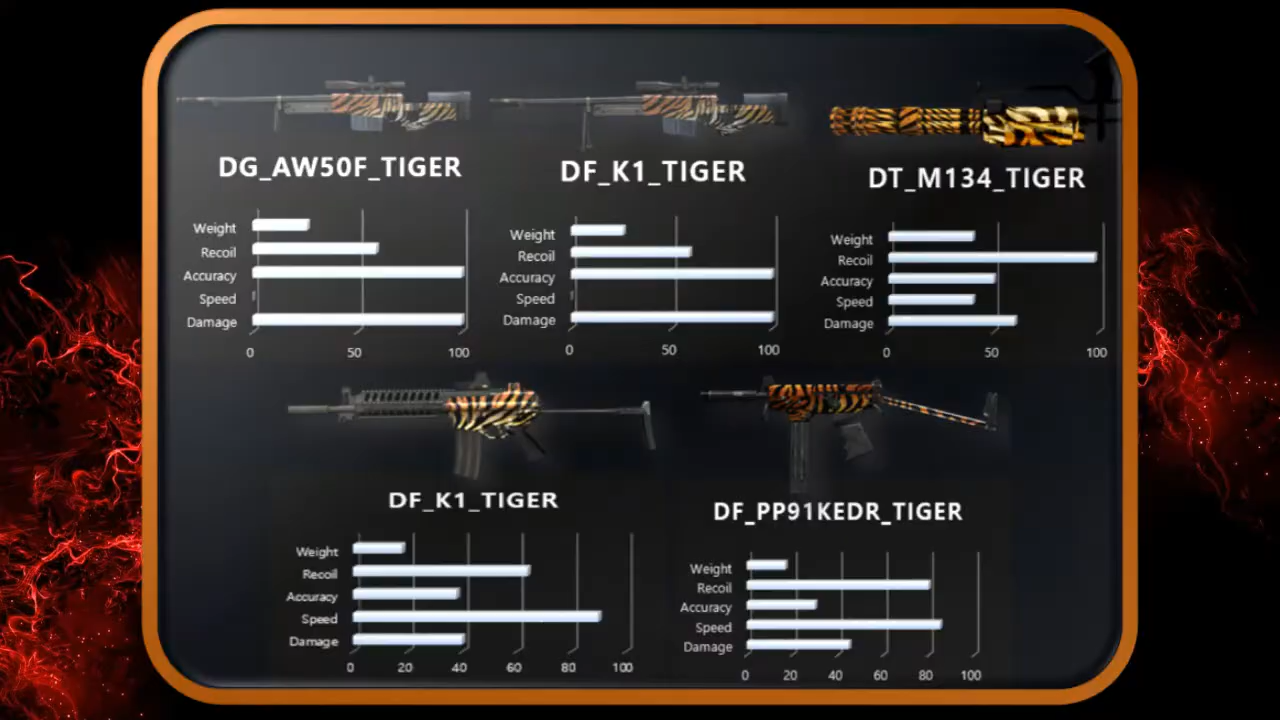 DG_AW50F_TIGER
Weight
Recoil
Accuracy
Speed
Damage
0 50 100
DF_K1_TIGER
Weight
Recoil
Accuracy
Speed
Damage
0 50 100
DT_M134_TIGER
Weight
Recoil
Accuracy
Speed
Damage
0 50 100
DF_K1_TIGER
Weight
Recoil
Accuracy
Speed
Damage
0 20 40 60 80 100
DF_PP91KEDR_TIGER
Weight
Recoil
Accuracy
Speed
Damage
0 20 40 60 80 100